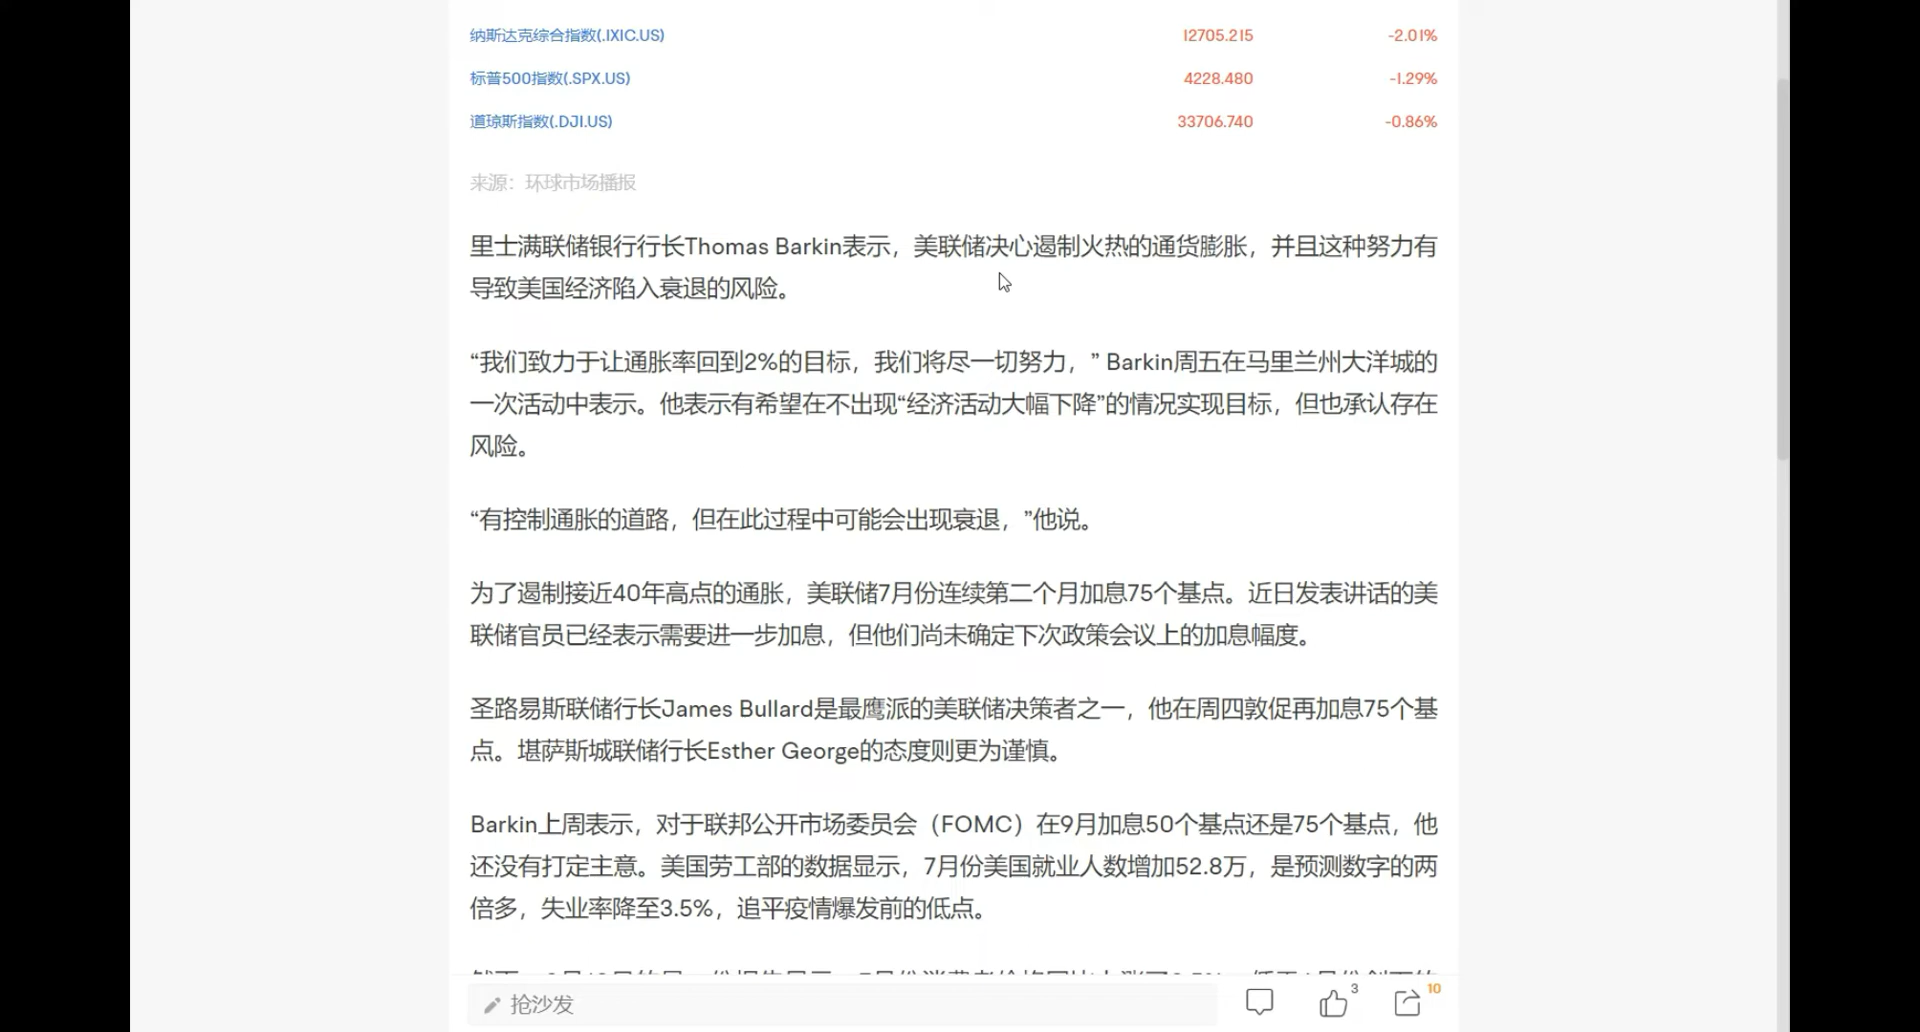 纳斯达克综合指数(.IXIC.US) 12705.215 -2.01%
标普500指数(.SPX.US) 4228.480 -1.29%
道琼斯指数(.DJI.US) 33706.740 -0.86%
来源：环球市场播报
里士满联储银行行长Thomas Barkin表示，美联储决心遏制火热的通货膨胀，并且这种努力有
导致美国经济陷入衰退的风险。
“我们致力于让通胀率回到2%的目标，我们将尽一切努力，” Barkin周五在马里兰州大洋城的
一次活动中表示。他表示有希望在不出现“经济活动大幅下降”的情况实现目标，但也承认存在
风险。
“有控制通胀的道路，但在此过程中可能会出现衰退，”他说。
为了遏制接近40年高点的通胀，美联储7月份连续第二个月加息75个基点。近日发表讲话的美
联储官员已经表示需要进一步加息，但他们尚未确定下次政策会议上的加息幅度。
圣路易斯联储行长James Bullard是最鹰派的美联储决策者之一，他在周四敦促再加息75个基
点。堪萨斯城联储行长Esther George的态度则更为谨慎。
Barkin上周表示，对于联邦公开市场委员会（FOMC）在9月加息50个基点还是75个基点，他
还没有打定主意。美国劳工部的数据显示，7月份美国就业人数增加52.8万，是预测数字的两
倍多，失业率降至3.5%，追平疫情爆发前的低点。
抢沙发 3 10